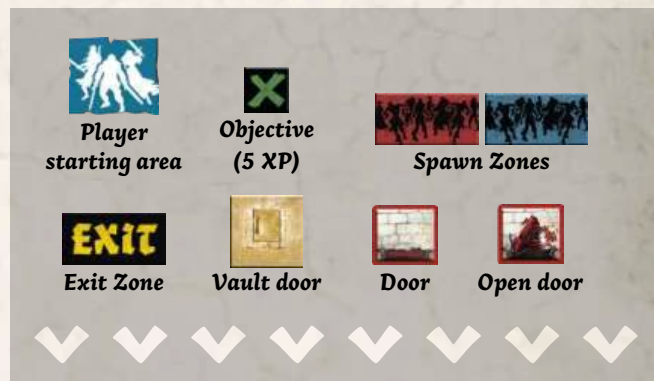 Player
starting area
Objective
(5 XP)
Spawn Zones
EXIT
Exit Zone
Vault door
Door
Open door